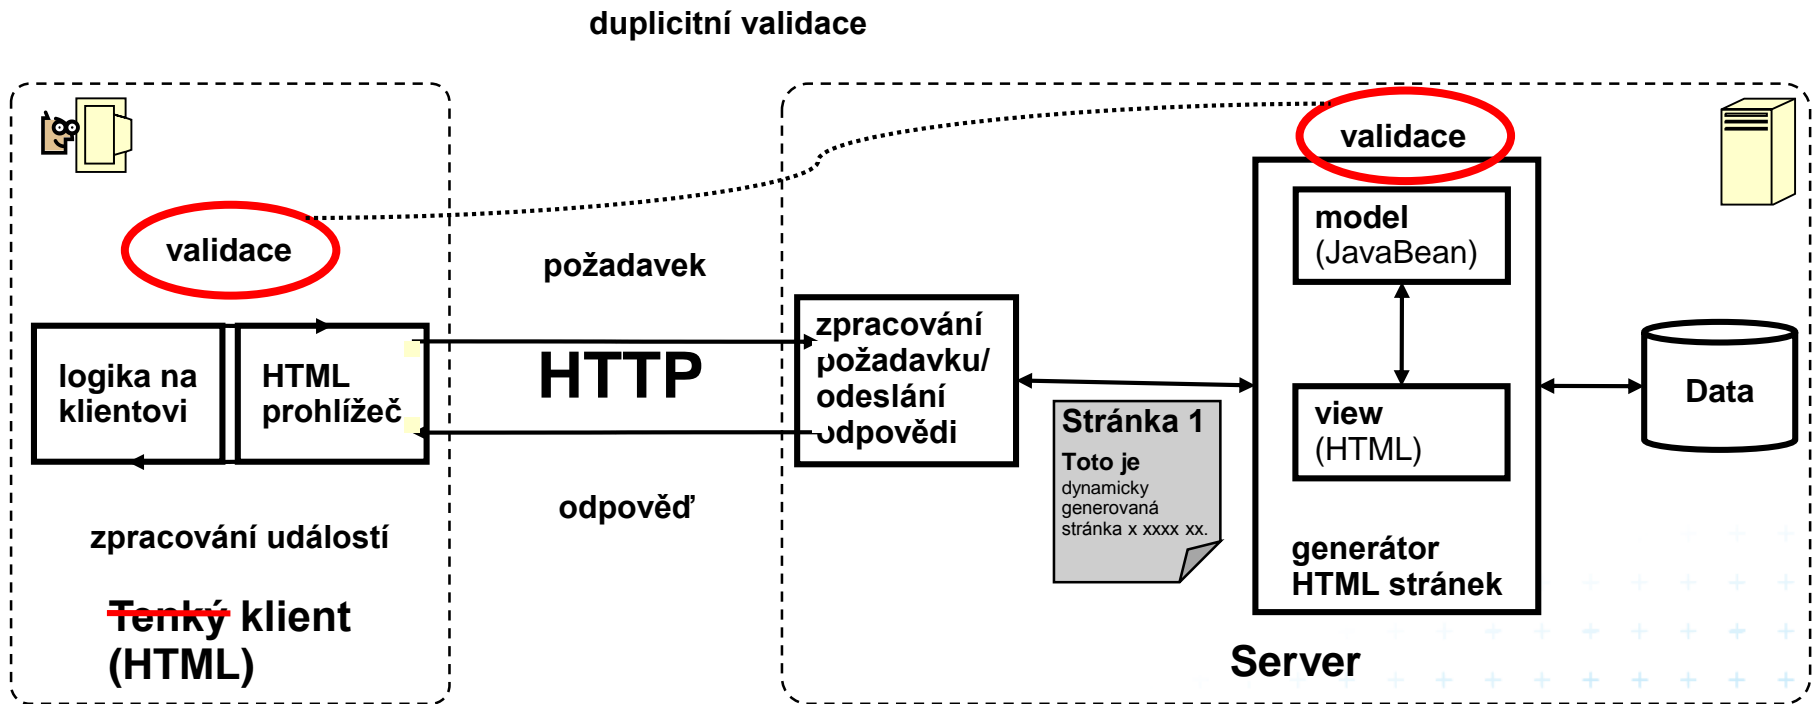 duplicitní validace
validace
validace
požadavek
logika na
klientovi
HTML
prohlížeč
HTTP
odpověď
zpracování událostí
Tenký klient
(HTML)
zpracování
požadavku/
odeslání
odpovědi
Stránka 1
Toto je
dynamicky
generovaná
stránka x xxxx xx.
model
(JavaBean)
view
(HTML)
generátor
HTML stránek
Data
Server